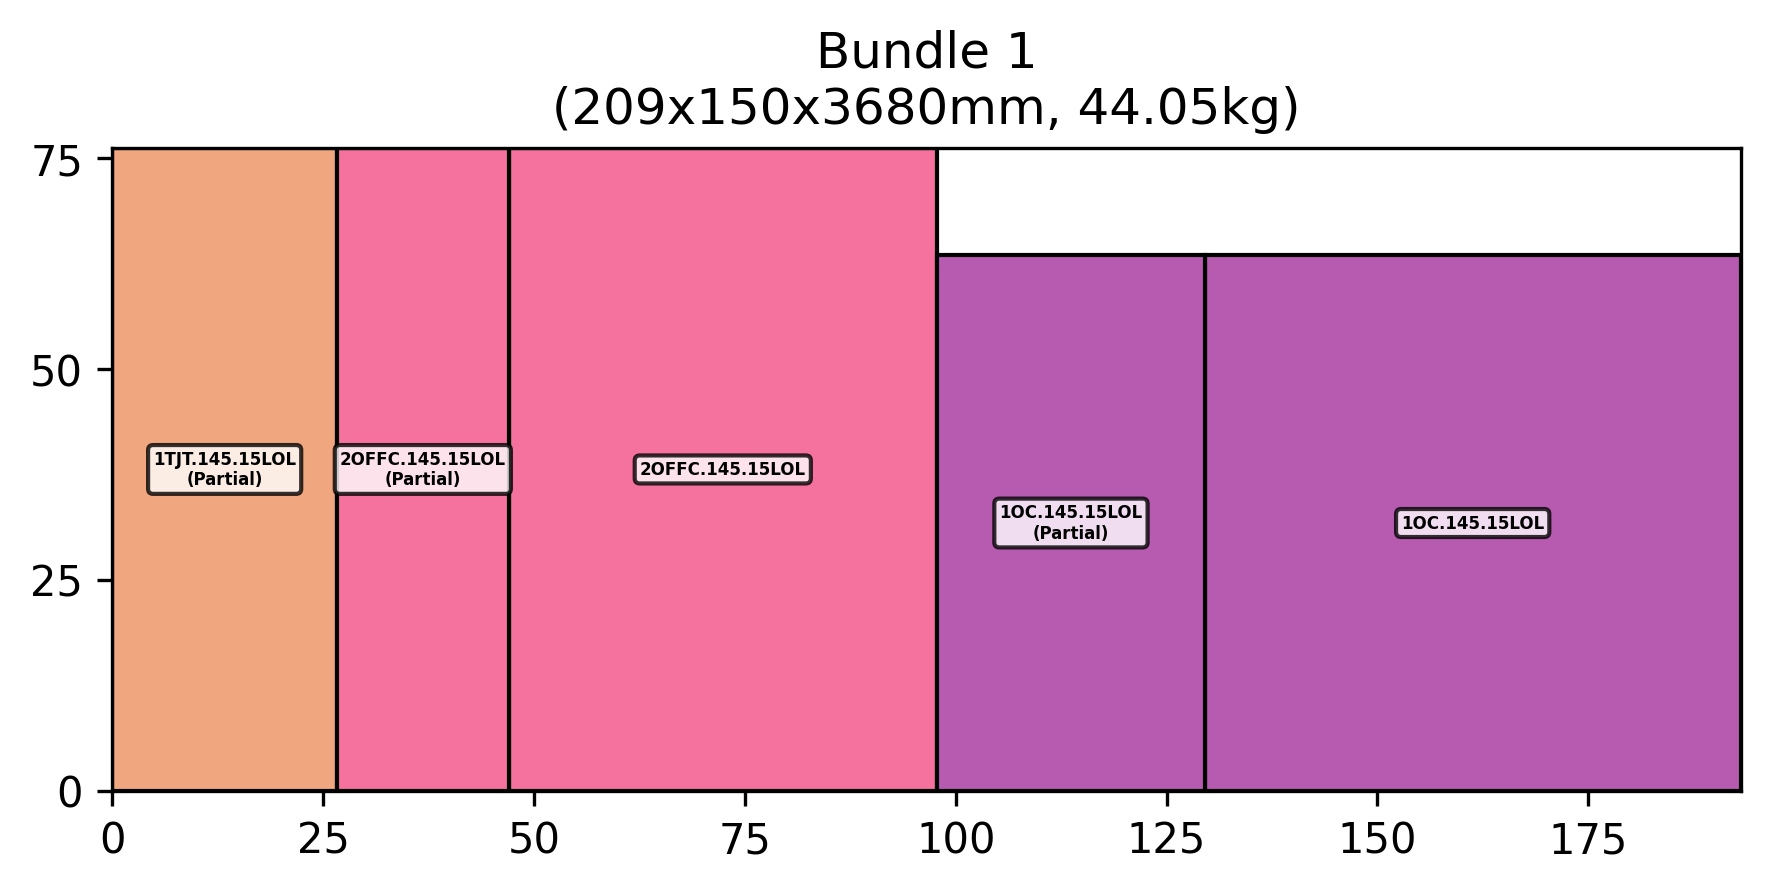 Bundle 1
(209x150x3680mm, 44.05kg)
75
50
25
0
1TJT.145.15LOL
(Partial)
2OFFC.145.15LOL
(Partial)
2OFFC.145.15LOL
1OC.145.15LOL
(Partial)
1OC.145.15LOL
0 25 50 75 100 125 150 175